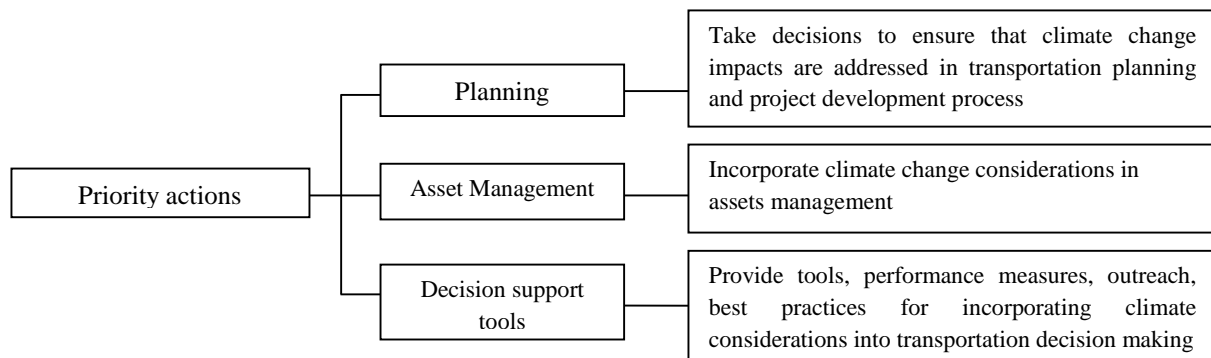 Take decisions to ensure that climate change
impacts are addressed in transportation planning
and project development process
Planning
Incorporate climate change considerations in
assets management
Asset Management
Priority actions
Provide tools, performance measures, outreach,
best practices for incorporating climate
considerations into transportation decision making
Decision support
tools